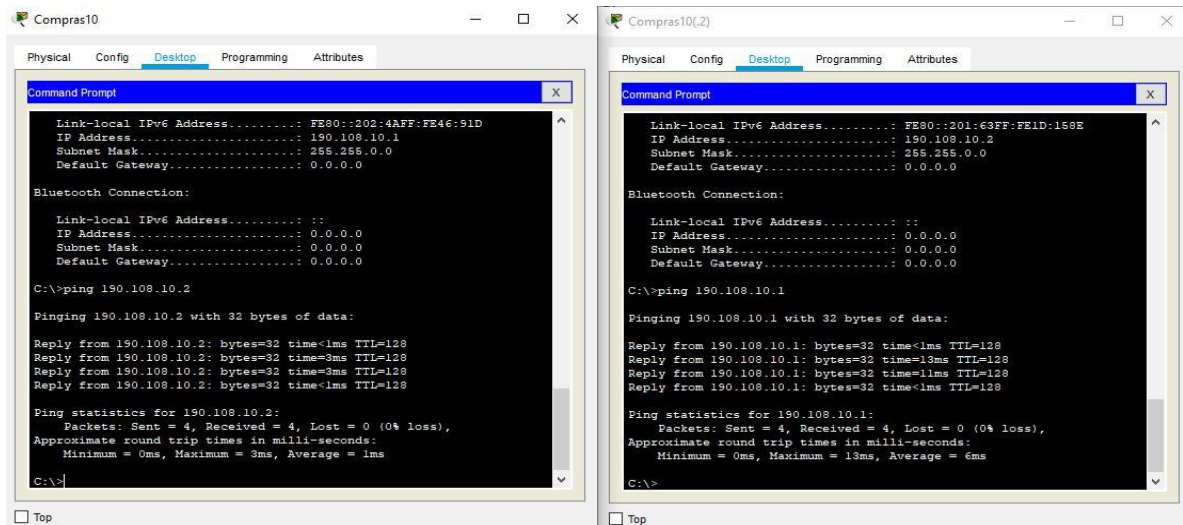 Compras10
Physical Config Desktop Programming Attributes
Command Prompt X
Link-local IPv6 Address.........: FE80::202:4AFF:FE46:91D
IP Address......................: 190.108.10.1
Subnet Mask.....................: 255.255.0.0
Default Gateway.................: 0.0.0.0
Bluetooth Connection:
Link-local IPv6 Address.........: ::
IP Address......................: 0.0.0.0
Subnet Mask.....................: 0.0.0.0
Default Gateway.................: 0.0.0.0
C:\>ping 190.108.10.2
Pinging 190.108.10.2 with 32 bytes of data:
Reply from 190.108.10.2: bytes=32 time<1ms TTL=128
Reply from 190.108.10.2: bytes=32 time=3ms TTL=128
Reply from 190.108.10.2: bytes=32 time=3ms TTL=128
Reply from 190.108.10.2: bytes=32 time<1ms TTL=128
Ping statistics for 190.108.10.2:
Packets: Sent = 4, Received = 4, Lost = 0 (0% loss),
Approximate round trip times in milli-seconds:
Minimum = 0ms, Maximum = 3ms, Average = 1ms
C:\>
Top
Compras10(.2)
Physical Config Desktop Programming Attributes
Command Prompt X
Link-local IPv6 Address.........: FE80::201:63FF:FE1D:158E
IP Address......................: 190.108.10.2
Subnet Mask.....................: 255.255.0.0
Default Gateway.................: 0.0.0.0
Bluetooth Connection:
Link-local IPv6 Address.........: ::
IP Address......................: 0.0.0.0
Subnet Mask.....................: 0.0.0.0
Default Gateway.................: 0.0.0.0
C:\>ping 190.108.10.1
Pinging 190.108.10.1 with 32 bytes of data:
Reply from 190.108.10.1: bytes=32 time<1ms TTL=128
Reply from 190.108.10.1: bytes=32 time=13ms TTL=128
Reply from 190.108.10.1: bytes=32 time=11ms TTL=128
Reply from 190.108.10.1: bytes=32 time<1ms TTL=128
Ping statistics for 190.108.10.1:
Packets: Sent = 4, Received = 4, Lost = 0 (0% loss),
Approximate round trip times in milli-seconds:
Minimum = 0ms, Maximum = 13ms, Average = 6ms
C:\>
Top